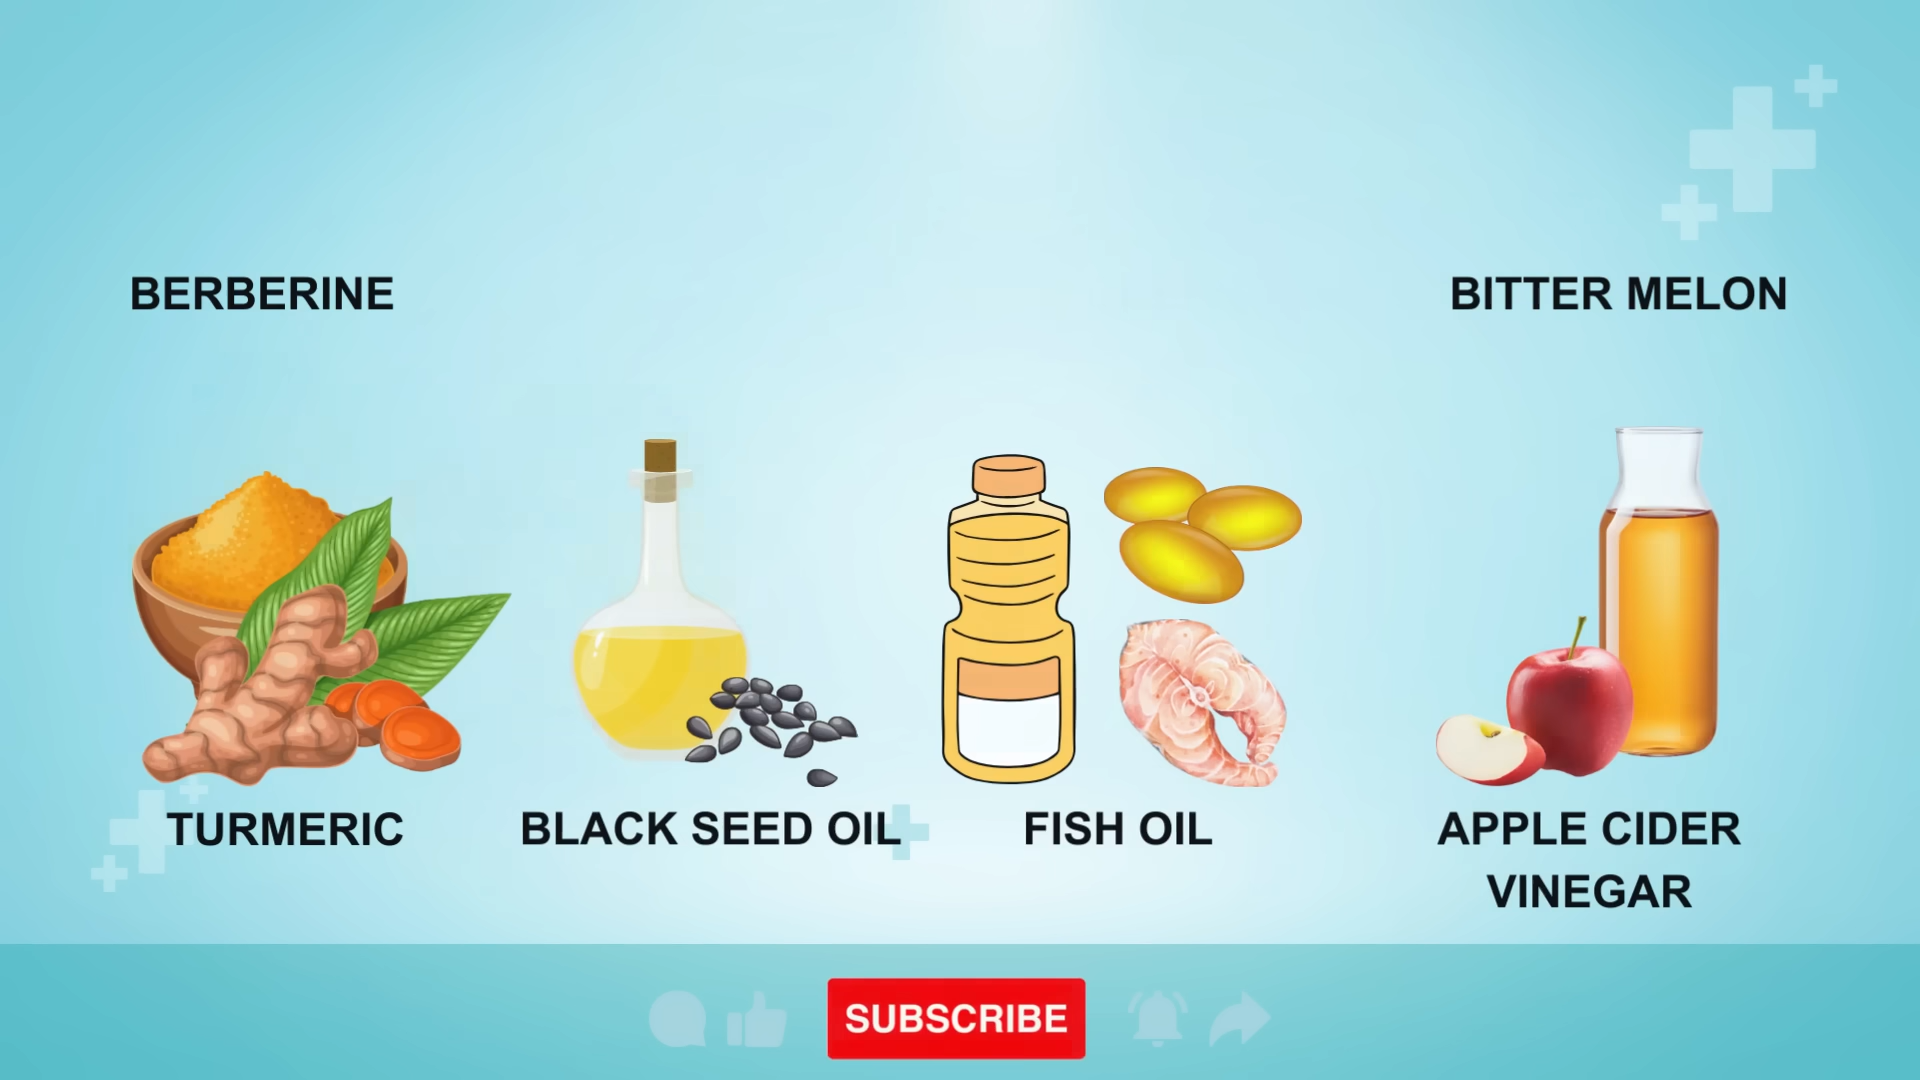 BERBERINE
BITTER MELON
TURMERIC
BLACK SEED OIL
FISH OIL
APPLE CIDER
VINEGAR
SUBSCRIBE